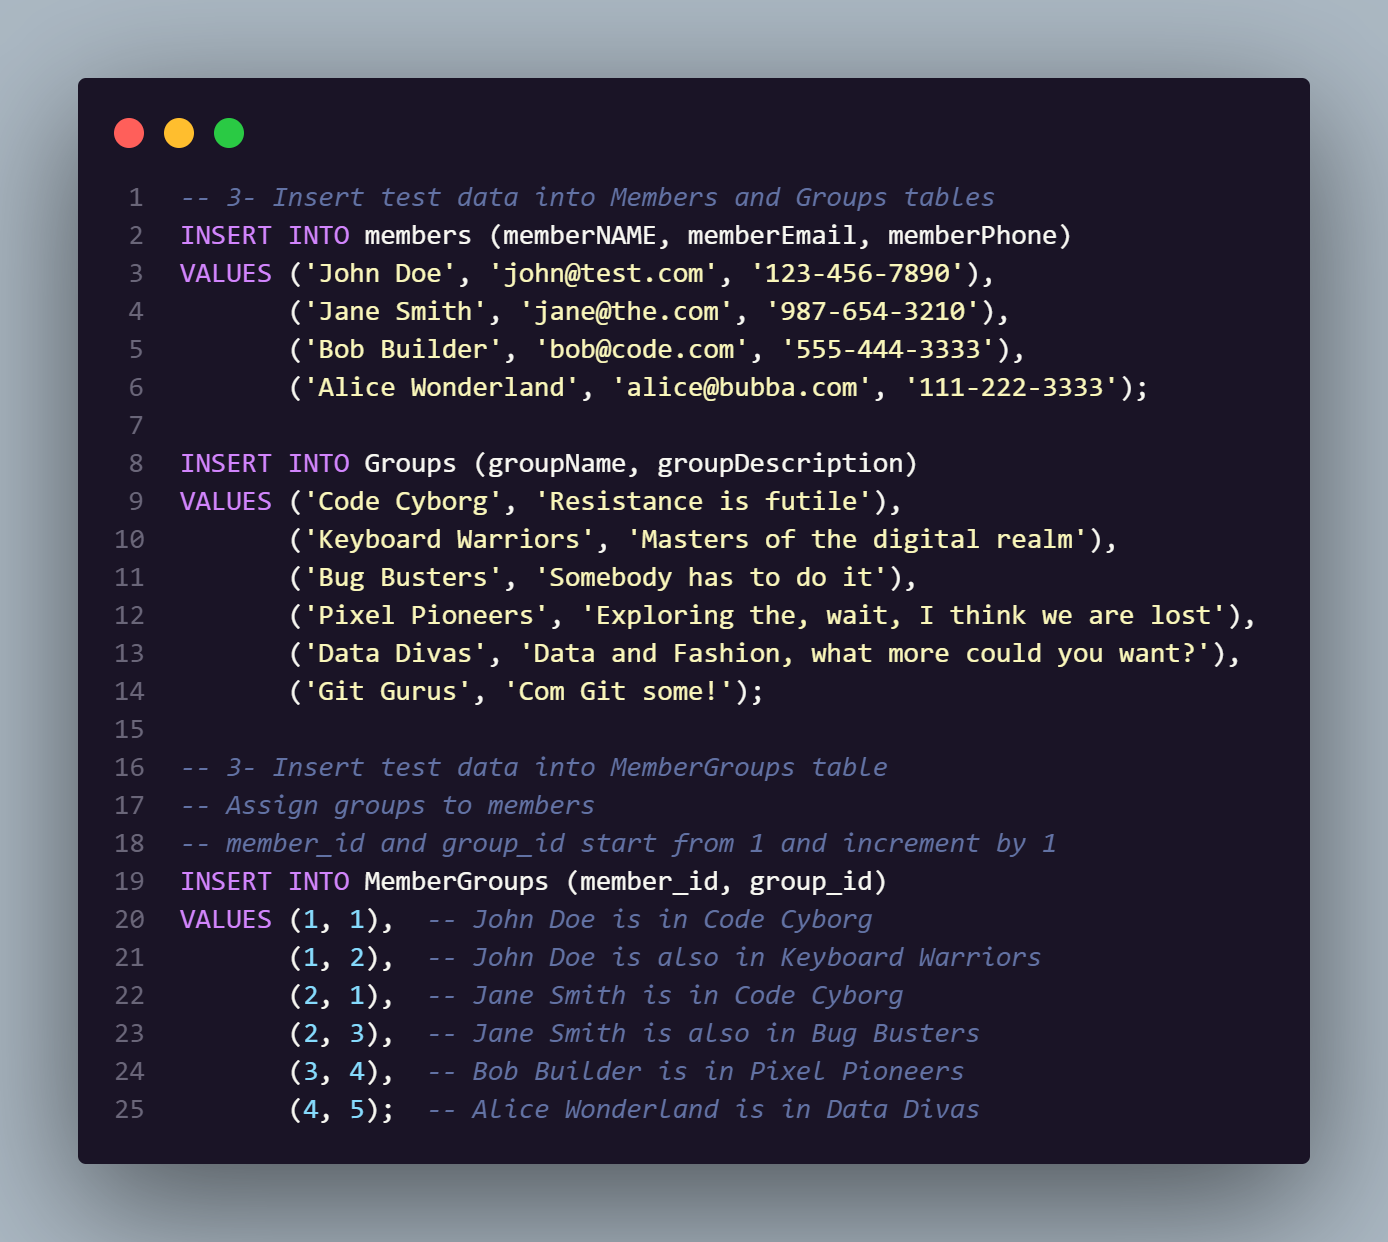 1 -- 3- Insert test data into Members and Groups tables
2 INSERT INTO members (memberNAME, memberEmail, memberPhone)
3 VALUES ('John Doe', 'john@test.com', '123-456-7890'),
4        ('Jane Smith', 'jane@the.com', '987-654-3210'),
5        ('Bob Builder', 'bob@code.com', '555-444-3333'),
6        ('Alice Wonderland', 'alice@bubba.com', '111-222-3333');
7
8 INSERT INTO Groups (groupName, groupDescription)
9 VALUES ('Code Cyborg', 'Resistance is futile'),
10        ('Keyboard Warriors', 'Masters of the digital realm'),
11        ('Bug Busters', 'Somebody has to do it'),
12        ('Pixel Pioneers', 'Exploring the, wait, I think we are lost'),
13        ('Data Divas', 'Data and Fashion, what more could you want?'),
14        ('Git Gurus', 'Com Git some!');
15
16 -- 3- Insert test data into MemberGroups table
17 -- Assign groups to members
18 -- member_id and group_id start from 1 and increment by 1
19 INSERT INTO MemberGroups (member_id, group_id)
20 VALUES (1, 1),  -- John Doe is in Code Cyborg
21        (1, 2),  -- John Doe is also in Keyboard Warriors
22        (2, 1),  -- Jane Smith is in Code Cyborg
23        (2, 3),  -- Jane Smith is also in Bug Busters
24        (3, 4),  -- Bob Builder is in Pixel Pioneers
25        (4, 5);  -- Alice Wonderland is in Data Divas